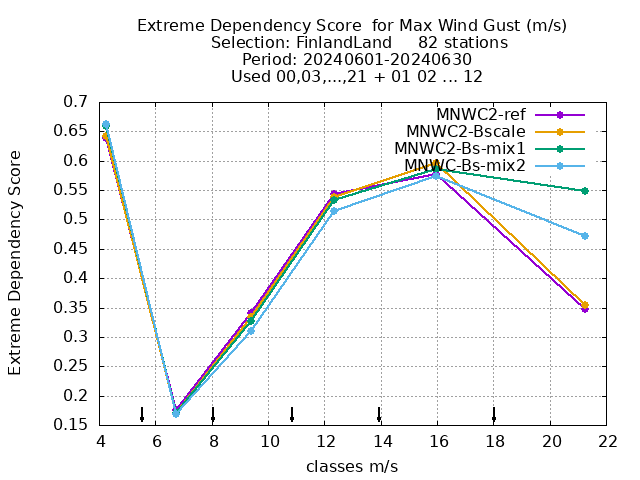 Extreme Dependency Score  for Max Wind Gust (m/s)
Selection: FinlandLand     82 stations
Period: 20240601-20240630
Used 00,03,...,21 + 01 02 ... 12
MNWC2-ref
MNWC2-Bscale
MNWC2-Bs-mix1
MNWC-Bs-mix2
Extreme Dependency Score
0.7
0.65
0.6
0.55
0.5
0.45
0.4
0.35
0.3
0.25
0.2
0.15
4 6 8 10 12 14 16 18 20 22
classes m/s